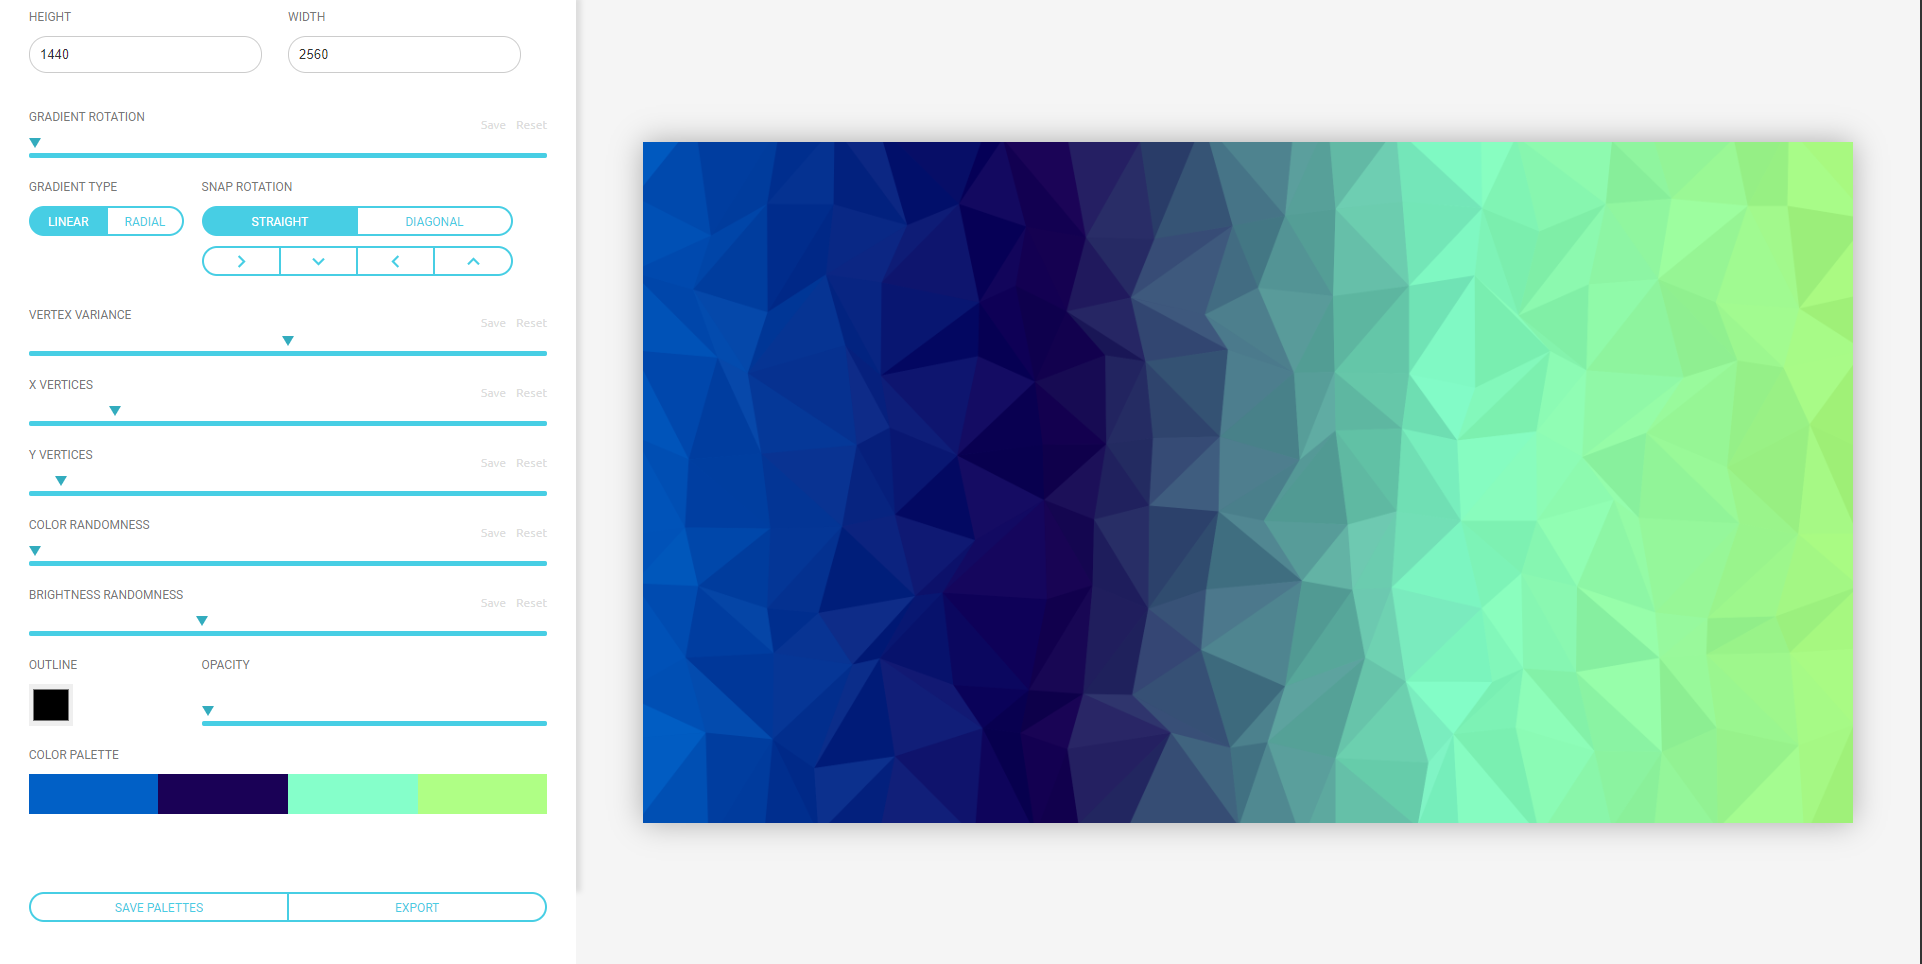 HEIGHT WIDTH
1440 2560
GRADIENT ROTATION Save Reset
GRADIENT TYPE SNAP ROTATION
LINEAR RADIAL STRAIGHT DIAGONAL
VERTEX VARIANCE Save Reset
X VERTICES Save Reset
Y VERTICES Save Reset
COLOR RANDOMNESS Save Reset
BRIGHTNESS RANDOMNESS Save Reset
OUTLINE OPACITY
COLOR PALETTE
SAVE PALETTES EXPORT